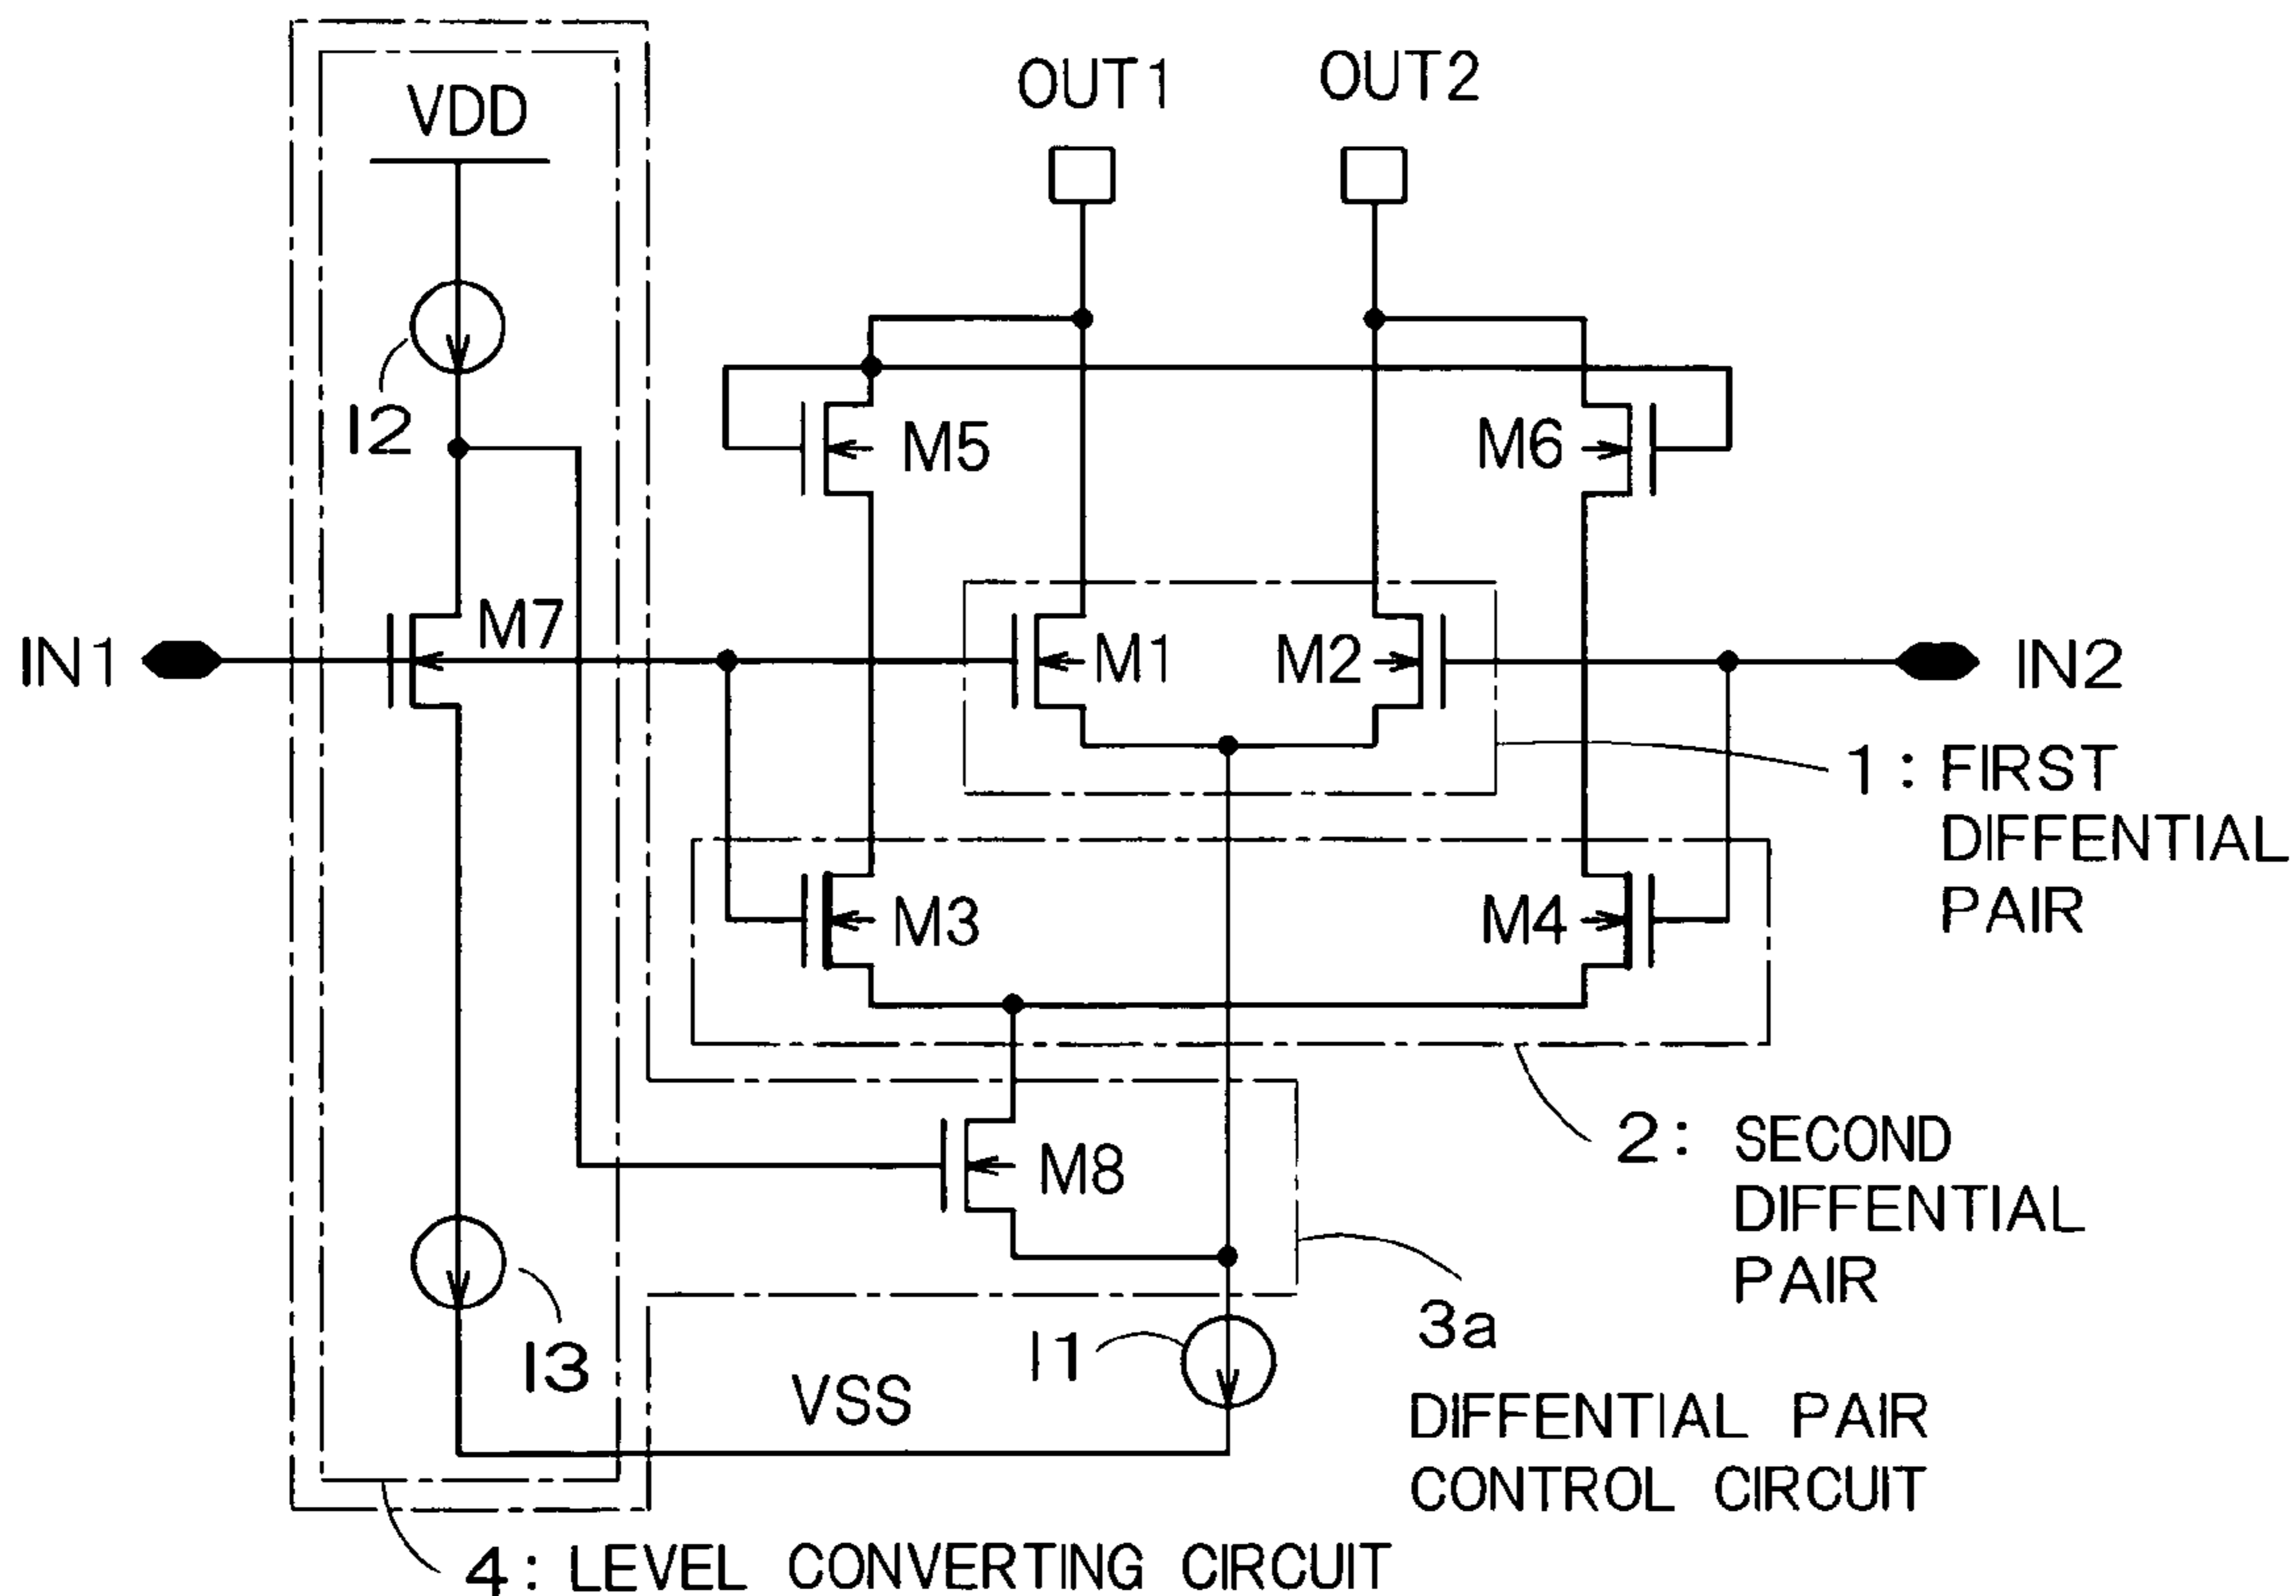 VDD
OUT1
OUT2
I2
M5
M6
IN1
M7
M1
M2
IN2
1: FIRST
DIFFENTIAL
PAIR
M3
M4
2: SECOND
DIFFENTIAL
PAIR
M8
3a
DIFFENTIAL PAIR
CONTROL CIRCUIT
I1
I3
VSS
4: LEVEL CONVERTING CIRCUIT